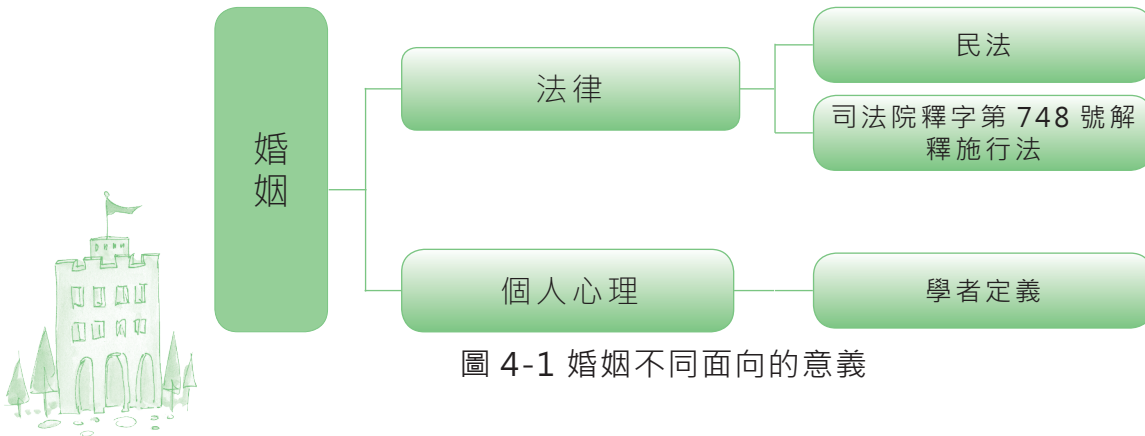 婚姻
法律
民法
司法院釋字第 748 號解
釋施行法
個人心理
學者定義
圖 4-1 婚姻不同面向的意義